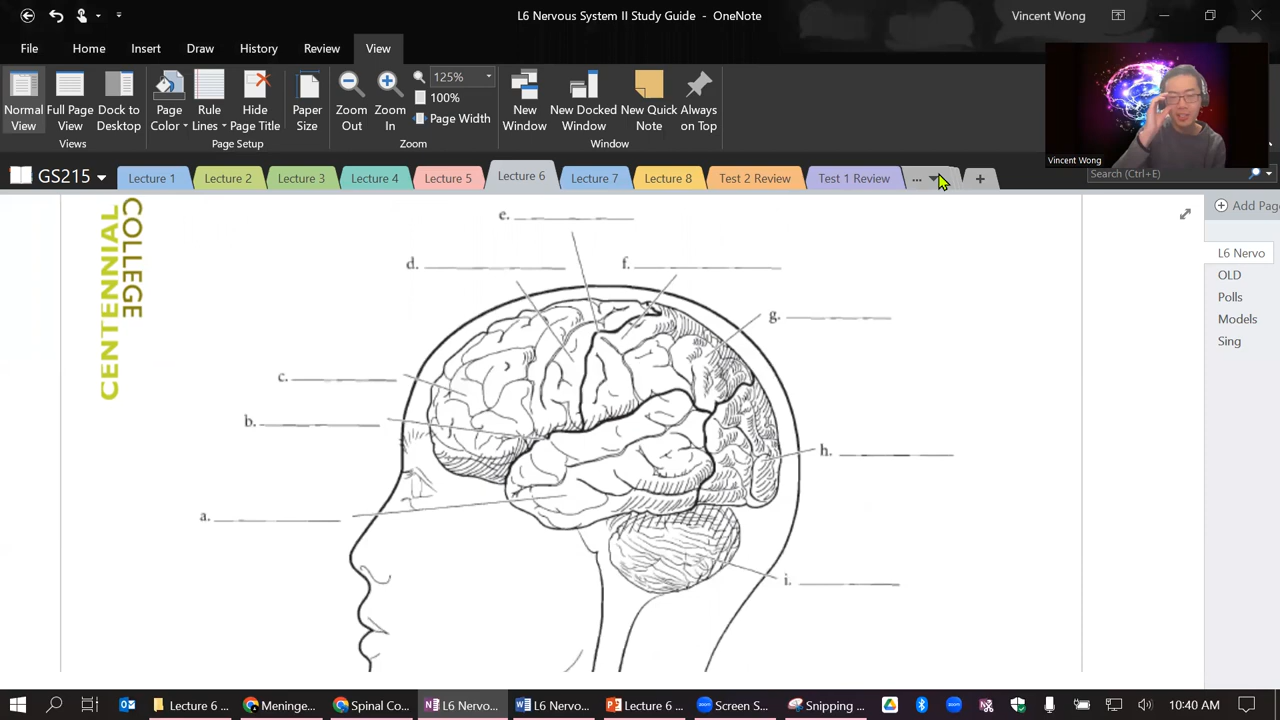 L6 Nervous System II Study Guide - OneNote
Vincent Wong
File Home Insert Draw History Review View
Normal View
Full Page View
Dock to Desktop
Views
Page Color
Rule Lines
Hide Page Title
Paper Size
Page Setup
Zoom Out
Zoom In
125%
100%
Page Width
Zoom
New Window
New Docked Window
New Quick Note
Always on Top
Window
Vincent Wong
GS215
Lecture 1
Lecture 2
Lecture 3
Lecture 4
Lecture 5
Lecture 6
Lecture 7
Lecture 8
Test 2 Review
Test 1 Review
...
Search (Ctrl+E)
Add Pag
L6 Nervo
OLD
Polls
Models
Sing
CENTENNIAL
COLLEGE
e.
d.
f.
g.
c.
b.
h.
a.
i.
Lecture 6 ...
Meninge...
Spinal Co...
L6 Nervo...
L6 Nervo...
Lecture 6 ...
Screen S...
Snipping ...
10:40 AM